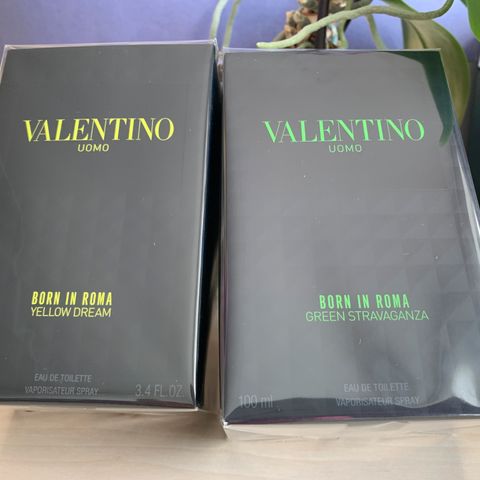 VALENTINO
UOMO
BORN IN ROMA
YELLOW DREAM
EAU DE TOILETTE
VAPORISATEUR SPRAY
3.4 FL.OZ.
VALENTINO
UOMO
BORN IN ROMA
GREEN STRAVAGANZA
100 ml
EAU DE TOILETTE
VAPORISATEUR SPRAY